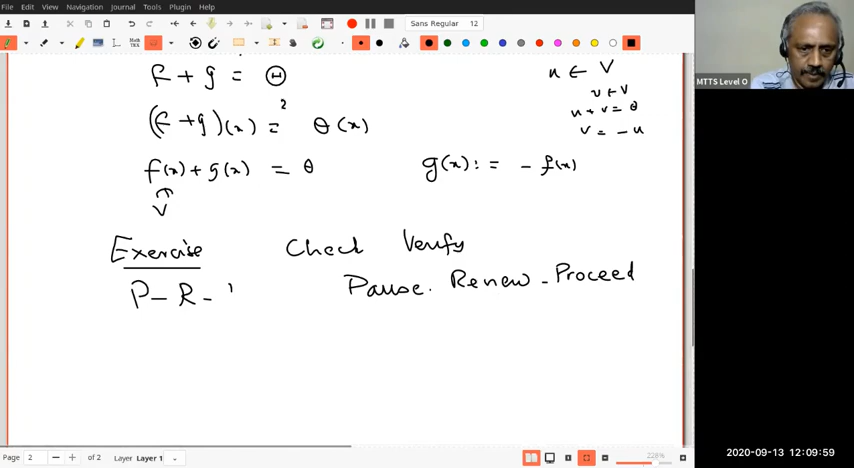 Edit View Navigation Journal Tools Plugin Help
Sans Regular 12
MTTS Level O
f + g = Θ
(f + g)(x) =? θ(x)
f(x) + g(x) = θ
V
u ∈ V
v ∈ V
u + v = θ
v = - u
g(x) := - f(x)
Exercise Check Verify
P - R - Pause. Renew - Proceed
Page 2 of 2 Layer Layer 1 228%
2020-09-13 12:09:59